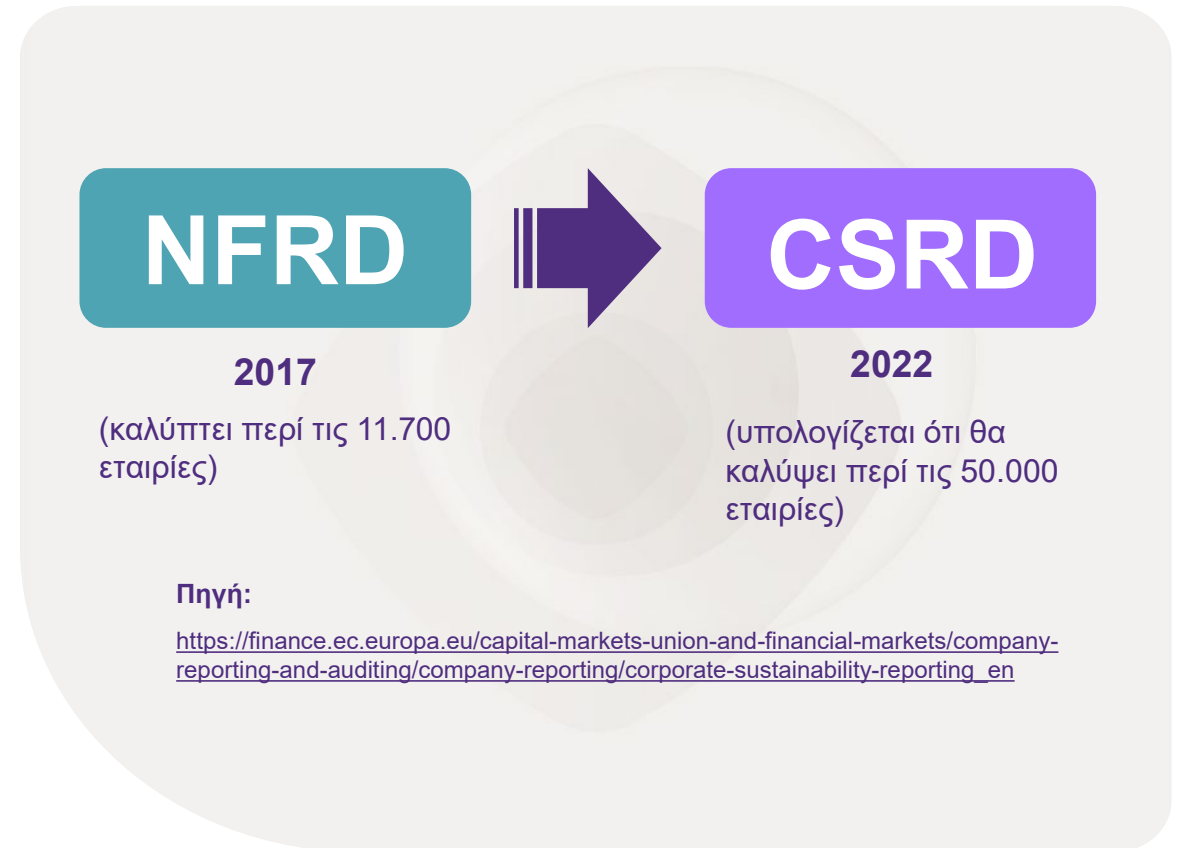 NFRD
2017
(καλύπτει περί τις 11.700
εταιρίες)
CSRD
2022
(υπολογίζεται ότι θα
καλύψει περί τις 50.000
εταιρίες)
Πηγή:
https://finance.ec.europa.eu/capital-markets-union-and-financial-markets/company-
reporting-and-auditing/company-reporting/corporate-sustainability-reporting_en